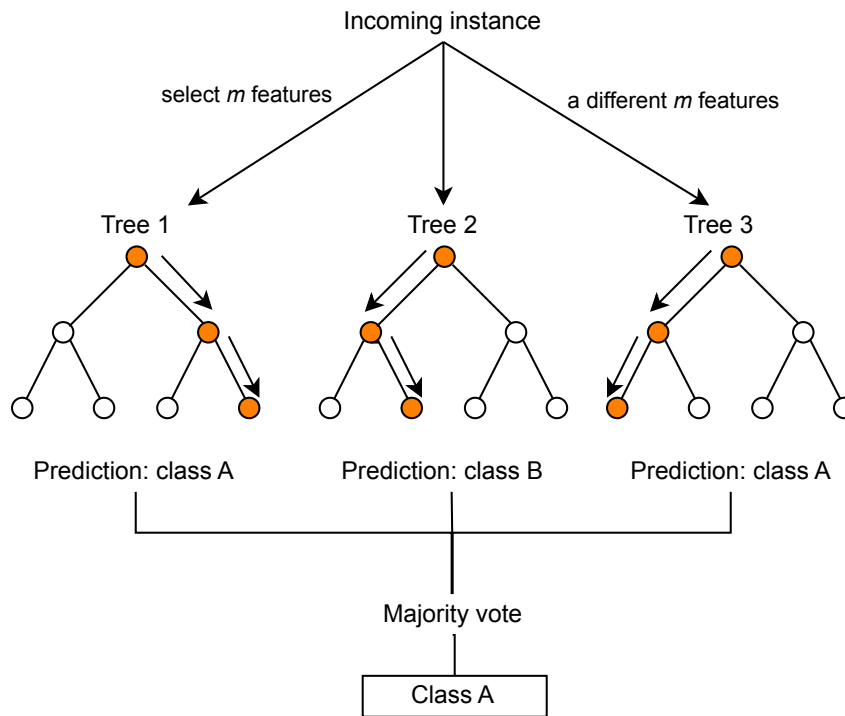 Incoming instance
select m features
a different m features
Tree 1
Tree 2
Tree 3
Prediction: class A
Prediction: class B
Prediction: class A
Majority vote
Class A